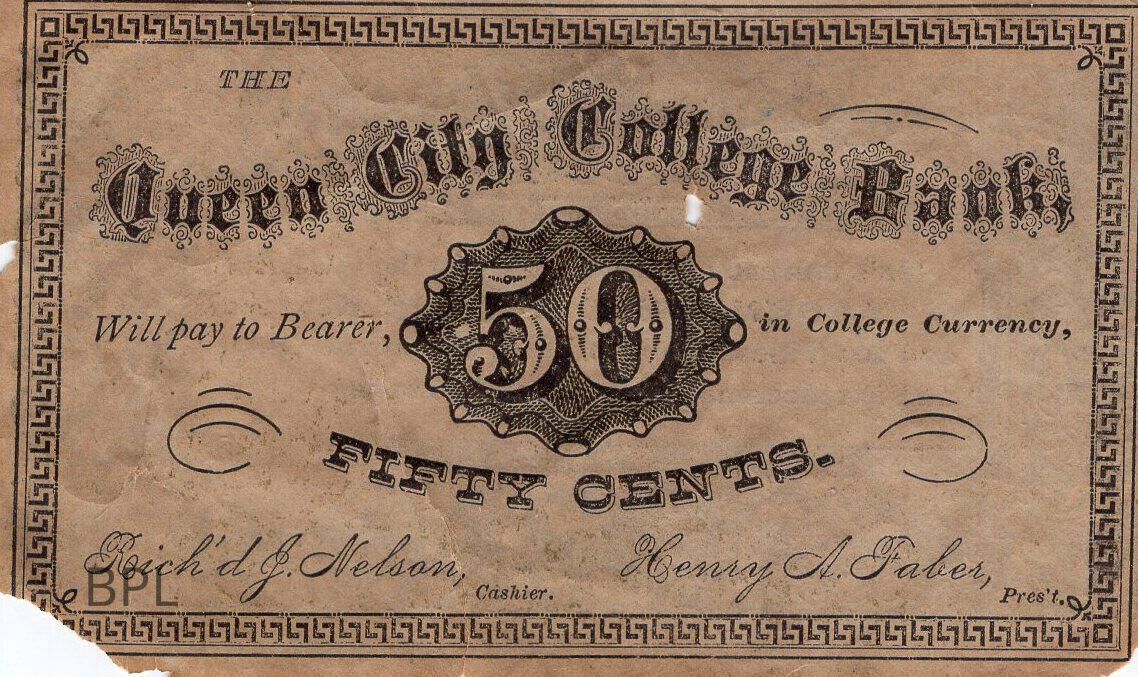 THE
Queen City College Bank,
Will pay to Bearer, 50 in College Currency,
FIFTY CENTS.
Rich'd J. Nelson, Cashier.
Henry A. Faber, Pres't.
BPL